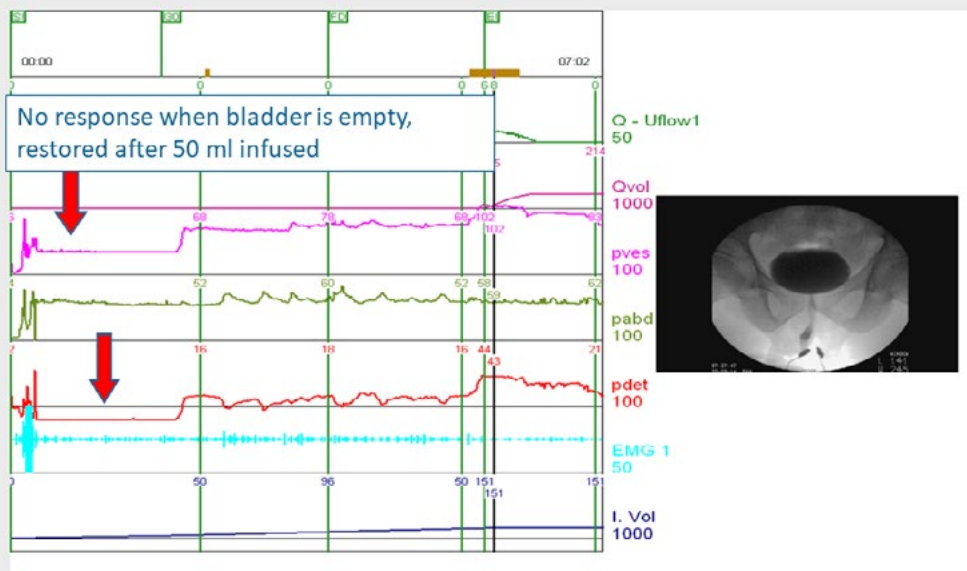 00:00 07:02
0 0 0 0 6 8
No response when bladder is empty,
restored after 50 ml infused
Q - Uflow1
50
214
Qvol
1000
68 78 68 102 83
102
pves
100
52 60 52 58 62
59
pabd
100
16 18 16 44 21
43
pdet
100
EMG 1
50
0 50 96 50 151 151
151
I. Vol
1000